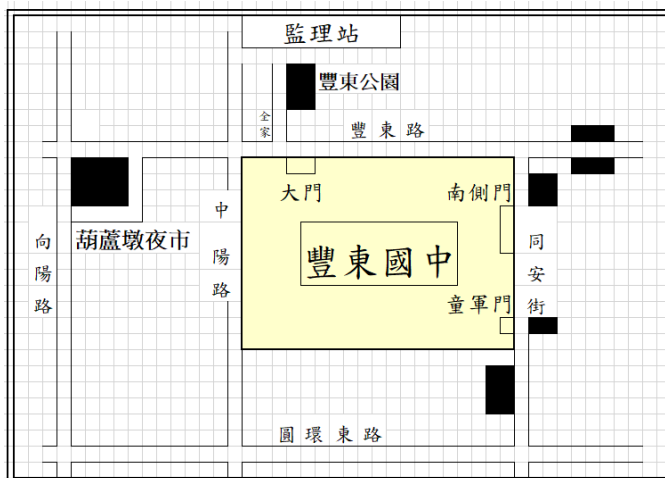 監理站
豐東公園
全家
豐東路
大門
南側門
中陽路
葫蘆墩夜市
向陽路
豐東國中
同安街
童軍門
圓環東路